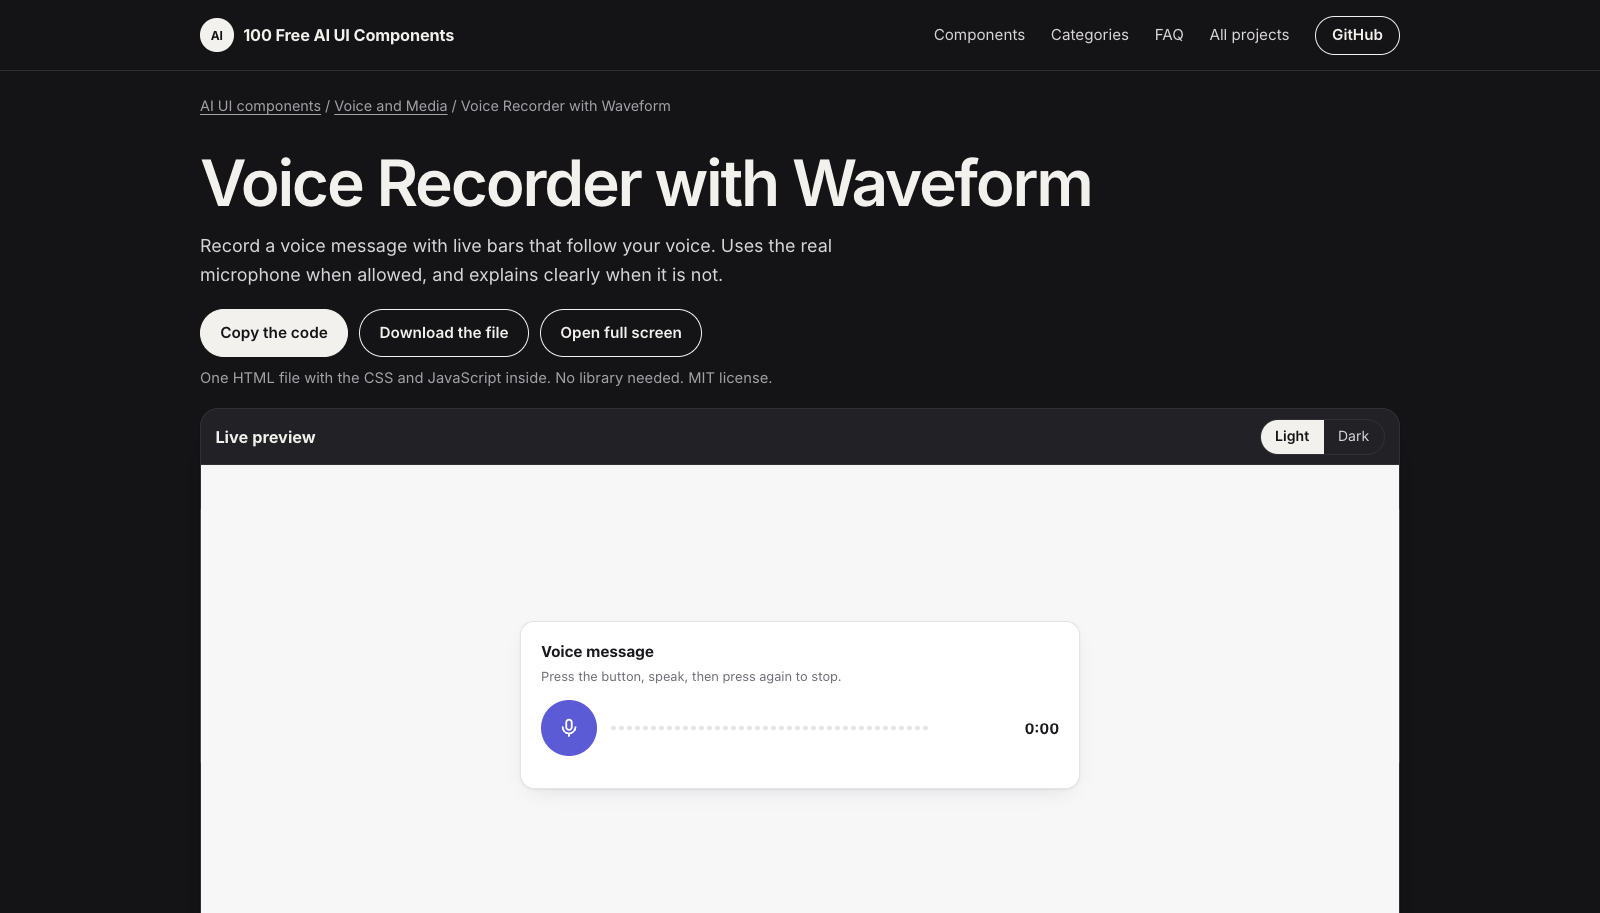 AI
100 Free AI UI Components
Components
Categories
FAQ
All projects
GitHub
AI UI components / Voice and Media / Voice Recorder with Waveform
Voice Recorder with Waveform
Record a voice message with live bars that follow your voice. Uses the real
microphone when allowed, and explains clearly when it is not.
Copy the code
Download the file
Open full screen
One HTML file with the CSS and JavaScript inside. No library needed. MIT license.
Live preview
Light
Dark
Voice message
Press the button, speak, then press again to stop.
0:00